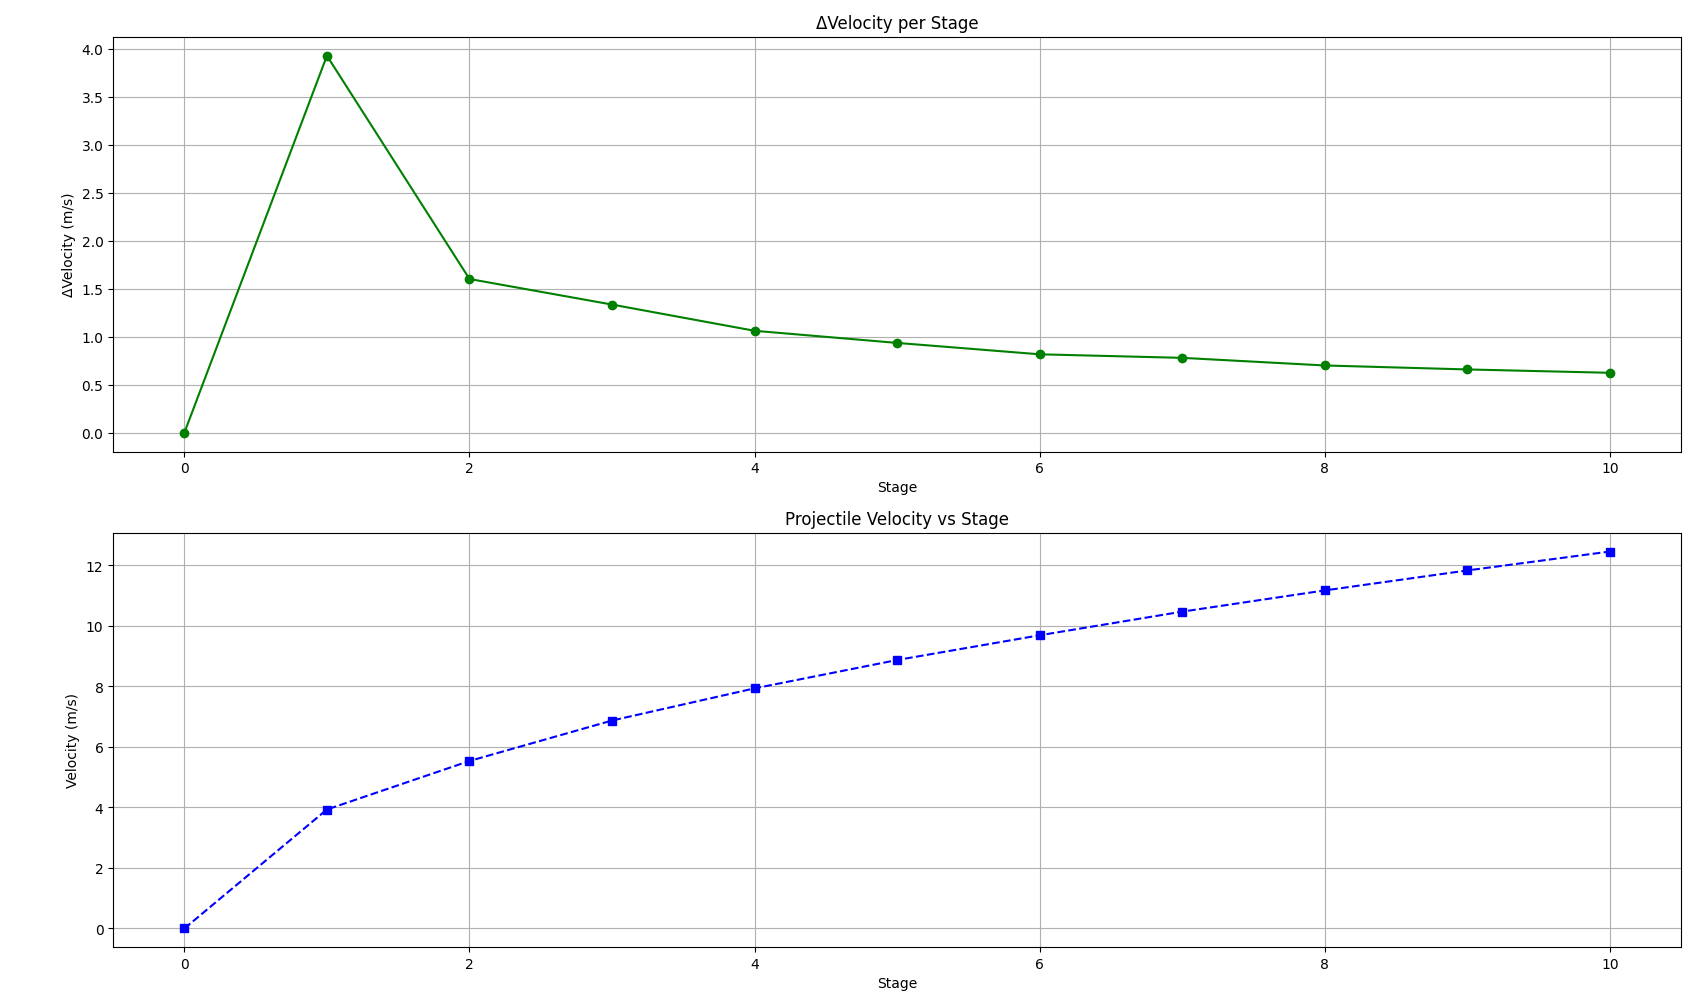 ΔVelocity per Stage
ΔVelocity (m/s)
4.0
3.5
3.0
2.5
2.0
1.5
1.0
0.5
0.0
0 2 4 6 8 10
Stage
Projectile Velocity vs Stage
Velocity (m/s)
12
10
8
6
4
2
0
0 2 4 6 8 10
Stage